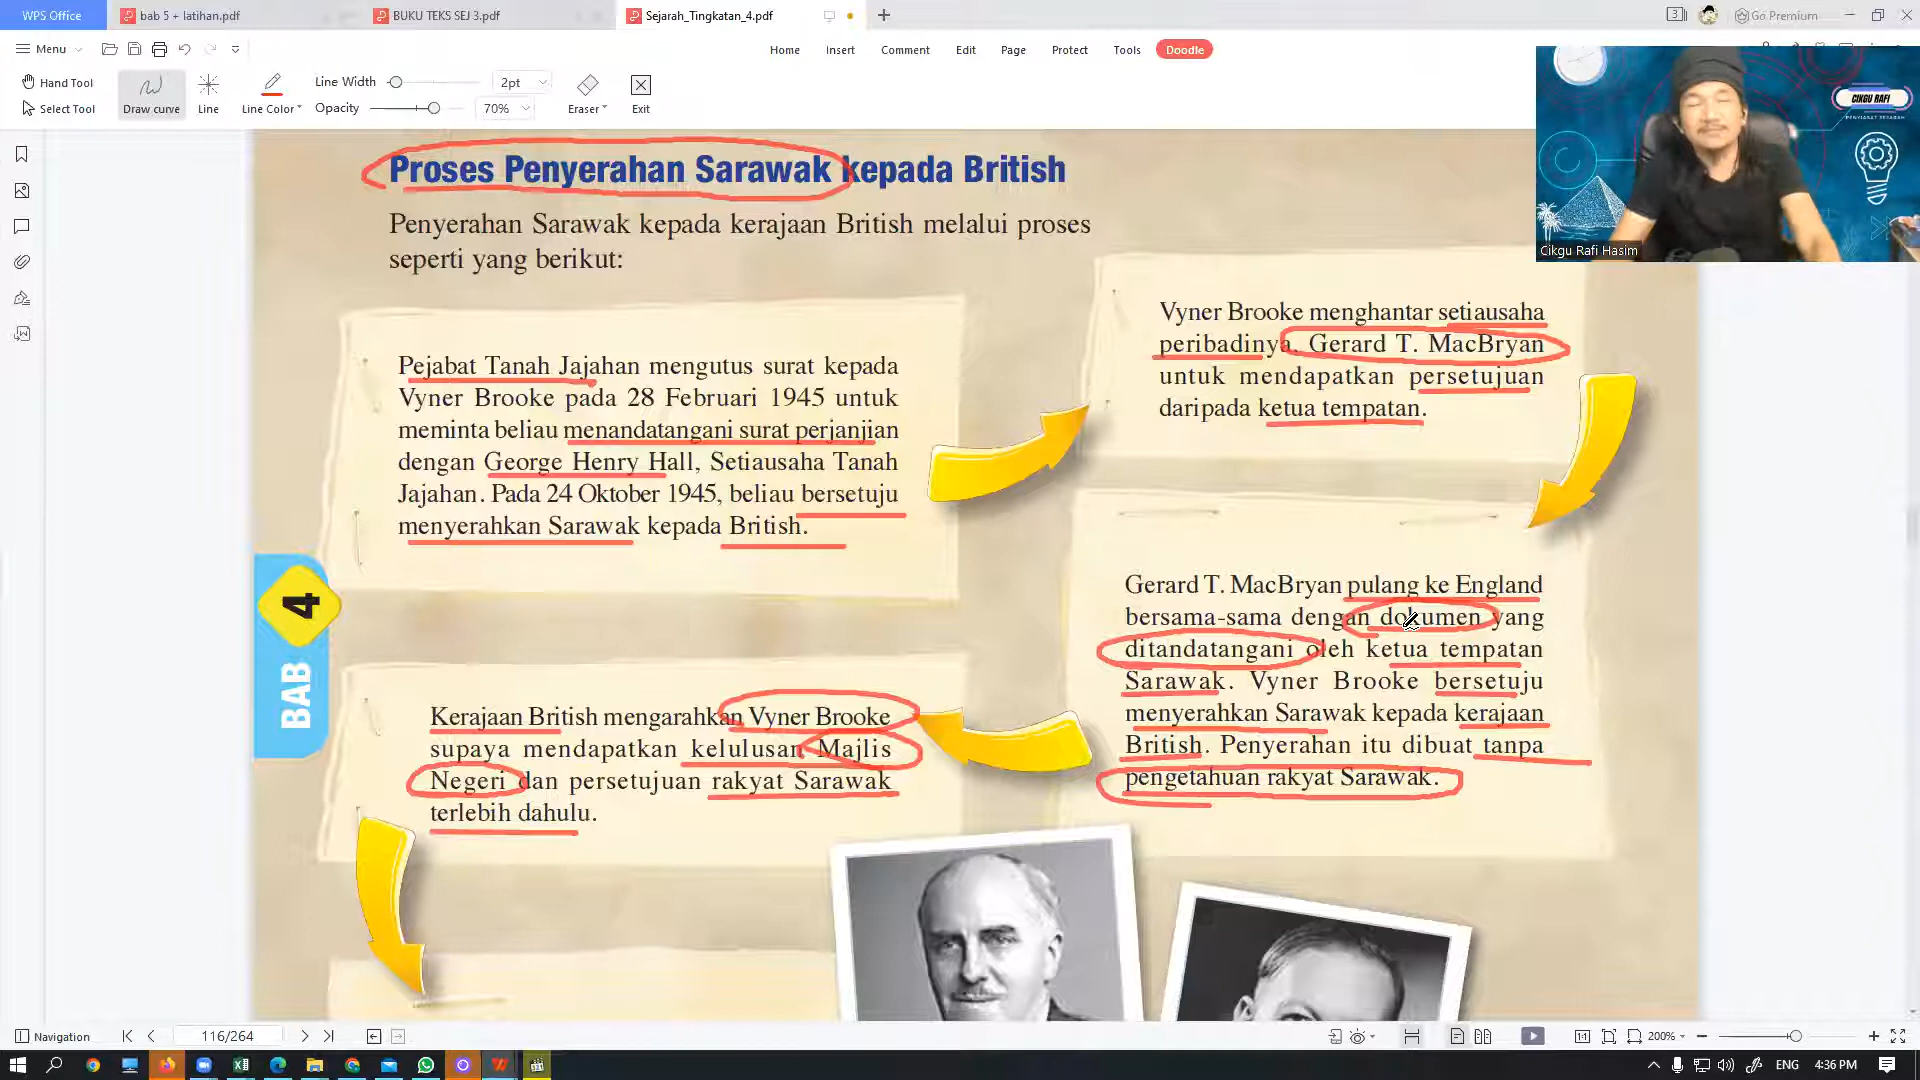 WPS Office
bab 5 + latihan.pdf
BUKU TEKS SEJ 3.pdf
Sejarah_Tingkatan_4.pdf
3
Go Premium
Menu
Home
Insert
Comment
Edit
Page
Protect
Tools
Doodle
Hand Tool
Select Tool
Draw curve
Line
Line Color
Line Width
2pt
Opacity
70%
Eraser
Exit
CIKGU RAFI
Cikgu Rafi Hasim
Proses Penyerahan Sarawak kepada British
Penyerahan Sarawak kepada kerajaan British melalui proses
seperti yang berikut:
Pejabat Tanah Jajahan mengutus surat kepada
Vyner Brooke pada 28 Februari 1945 untuk
meminta beliau menandatangani surat perjanjian
dengan George Henry Hall, Setiausaha Tanah
Jajahan. Pada 24 Oktober 1945, beliau bersetuju
menyerahkan Sarawak kepada British.
Vyner Brooke menghantar setiausaha
peribadinya, Gerard T. MacBryan
untuk mendapatkan persetujuan
daripada ketua tempatan.
Gerard T. MacBryan pulang ke England
bersama-sama dengan dokumen yang
ditandatangani oleh ketua tempatan
Sarawak. Vyner Brooke bersetuju
menyerahkan Sarawak kepada kerajaan
British. Penyerahan itu dibuat tanpa
pengetahuan rakyat Sarawak.
Kerajaan British mengarahkan Vyner Brooke
supaya mendapatkan kelulusan Majlis
Negeri dan persetujuan rakyat Sarawak
terlebih dahulu.
BAB 4
Navigation
116/264
200%
ENG
4:36 PM